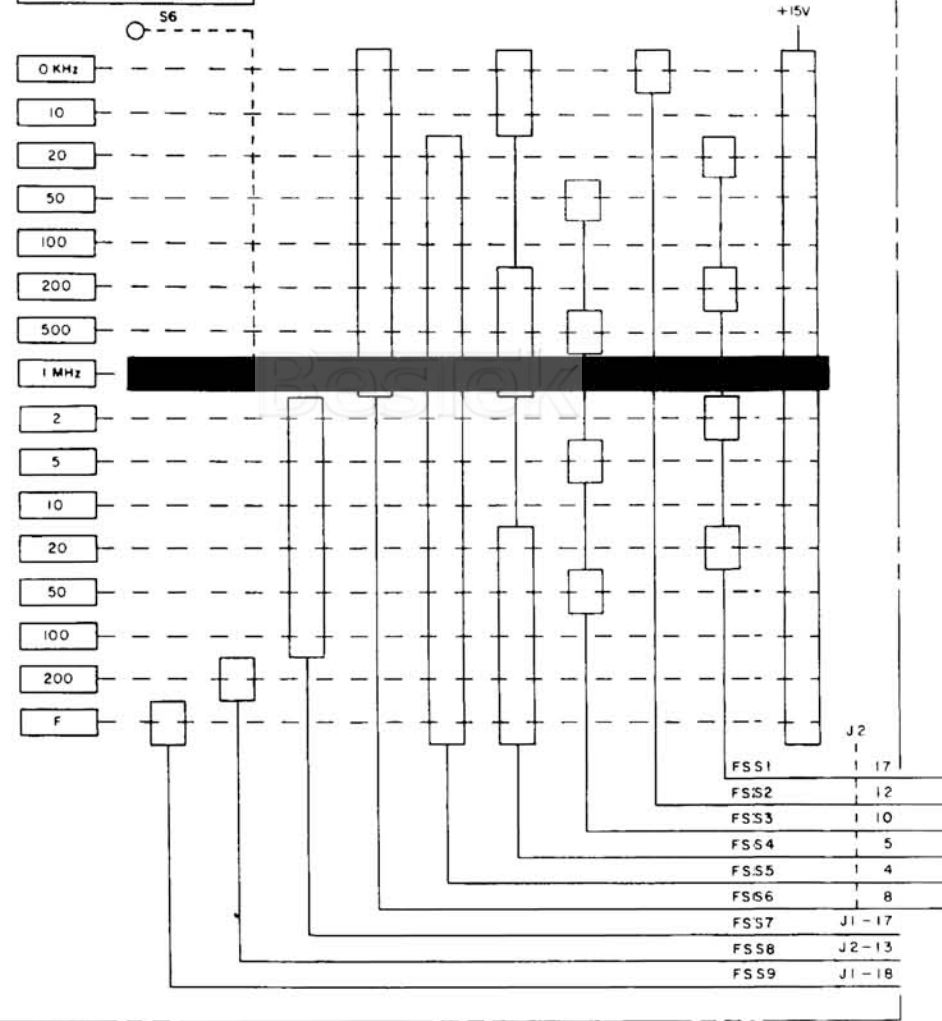 S6
+15V
0 KHz
10
20
50
100
200
500
1 MHz
Bestek
2
5
10
20
50
100
200
F
J2
FSS1 17
FSS2 12
FSS3 10
FSS4 5
FSS5 4
FSS6 8
FSS7 J1-17
FSS8 J2-13
FSS9 J1-18